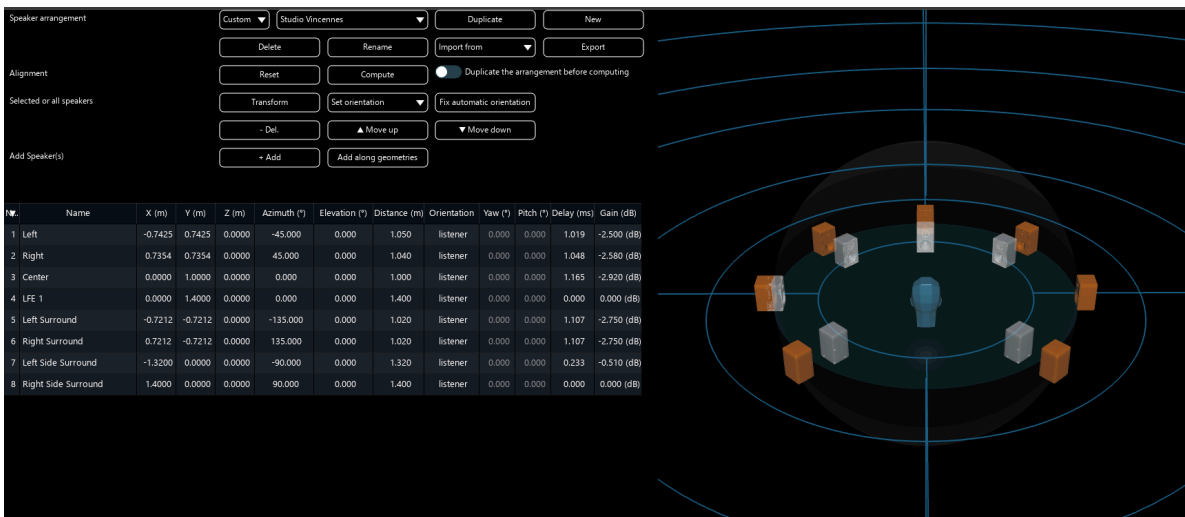 Speaker arrangement Custom Studio Vincennes Duplicate New
Delete Rename Import from Export
Alignment Reset Compute Duplicate the arrangement before computing
Selected or all speakers Transform Set orientation Fix automatic orientation
- Del. ▲ Move up ▼ Move down
Add Speaker(s) + Add Add along geometries
Name X (m) Y (m) Z (m) Azimuth (°) Elevation (°) Distance (m) Orientation Yaw (°) Pitch (°) Delay (ms) Gain (dB)
1 Left -0.7425 0.7425 0.0000 -45.000 0.000 1.050 listener 0.000 0.000 1.019 -2.500 (dB)
2 Right 0.7354 0.7354 0.0000 45.000 0.000 1.040 listener 0.000 0.000 1.048 -2.580 (dB)
3 Center 0.0000 1.0000 0.0000 0.000 0.000 1.000 listener 0.000 0.000 1.165 -2.920 (dB)
4 LFE 1 0.0000 1.4000 0.0000 0.000 0.000 1.400 listener 0.000 0.000 0.000 0.000 (dB)
5 Left Surround -0.7212 -0.7212 0.0000 -135.000 0.000 1.020 listener 0.000 0.000 1.107 -2.750 (dB)
6 Right Surround 0.7212 -0.7212 0.0000 135.000 0.000 1.020 listener 0.000 0.000 1.107 -2.750 (dB)
7 Left Side Surround -1.3200 0.0000 0.0000 -90.000 0.000 1.320 listener 0.000 0.000 0.233 -0.510 (dB)
8 Right Side Surround 1.4000 0.0000 0.0000 90.000 0.000 1.400 listener 0.000 0.000 0.000 0.000 (dB)